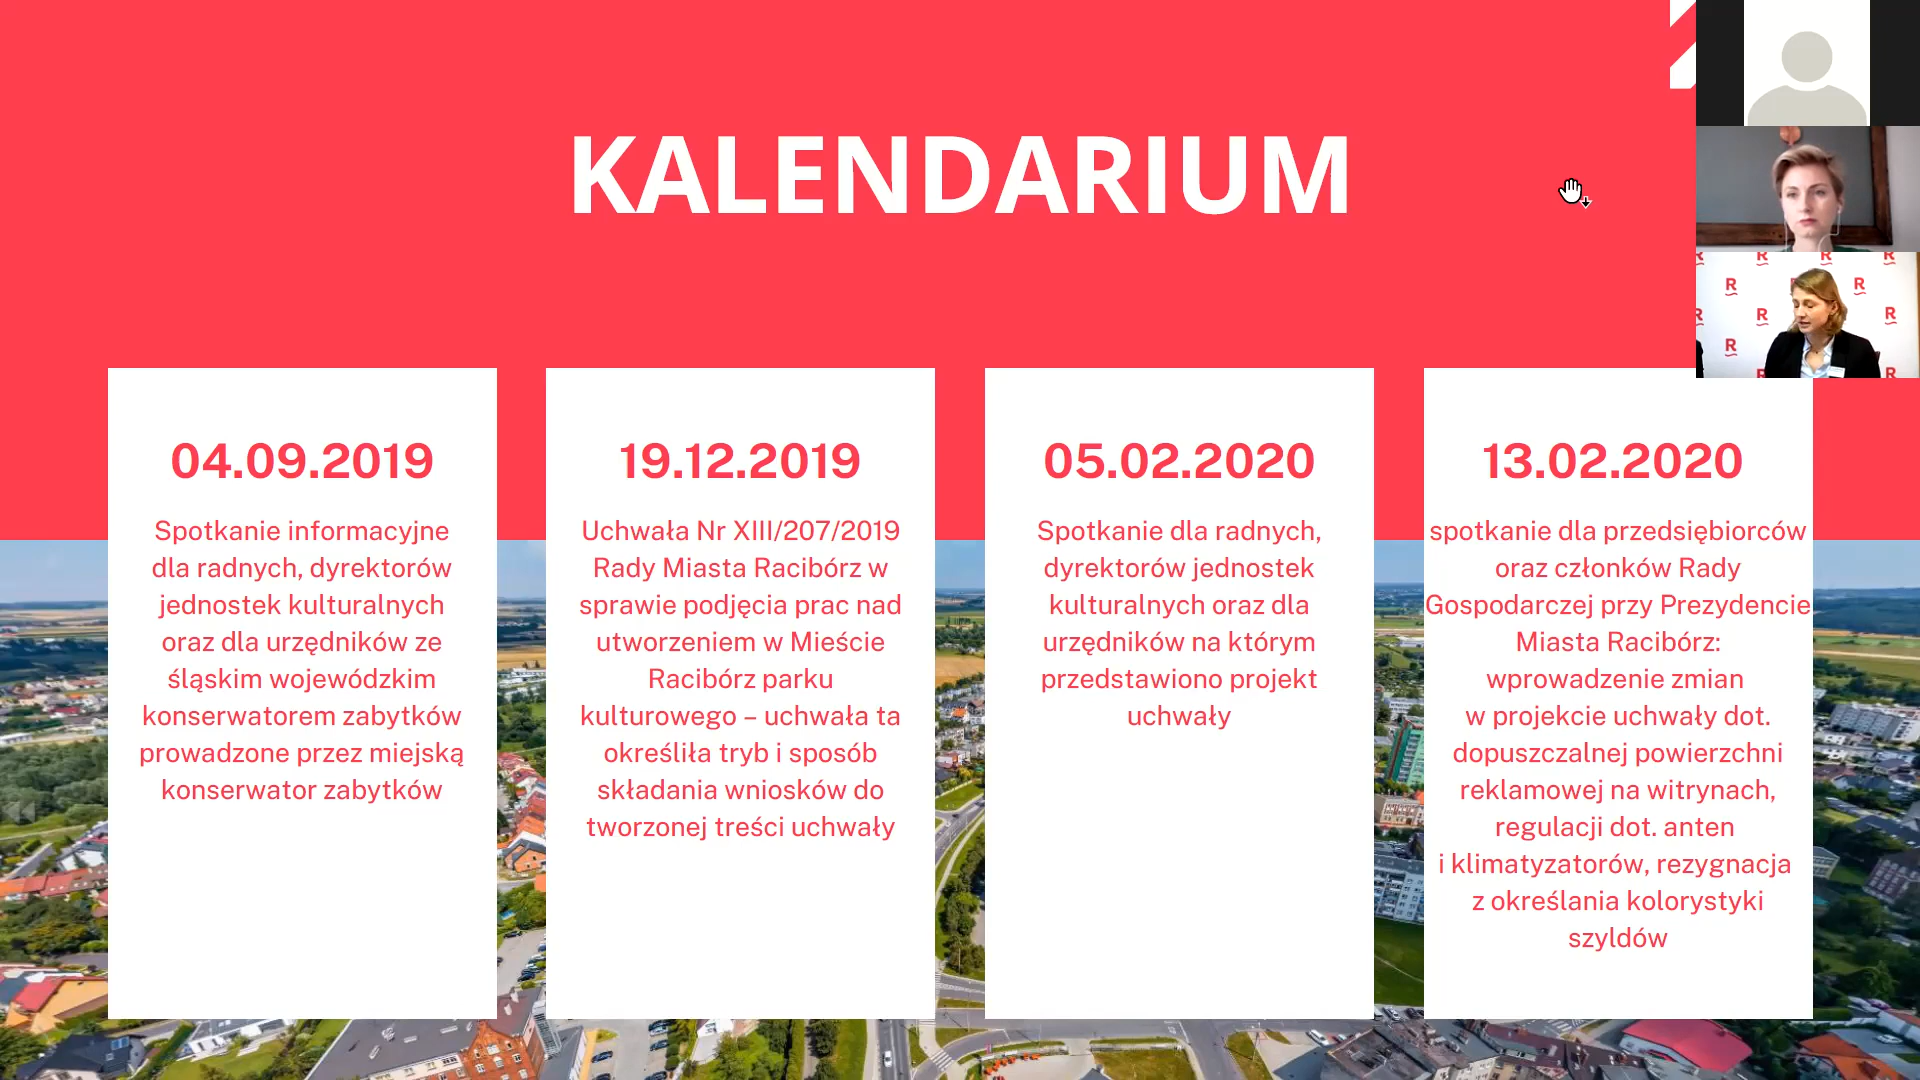 KALENDARIUM
04.09.2019
Spotkanie informacyjne
dla radnych, dyrektorów
jednostek kulturalnych
oraz dla urzędników ze
śląskim wojewódzkim
konserwatorem zabytków
prowadzone przez miejską
konserwator zabytków
19.12.2019
Uchwała Nr XIII/207/2019
Rady Miasta Racibórz w
sprawie podjęcia prac nad
utworzeniem w Mieście
Racibórz parku
kulturowego – uchwała ta
określiła tryb i sposób
składania wniosków do
tworzonej treści uchwały
05.02.2020
Spotkanie dla radnych,
dyrektorów jednostek
kulturalnych oraz dla
urzędników na którym
przedstawiono projekt
uchwały
13.02.2020
spotkanie dla przedsiębiorców
oraz członków Rady
Gospodarczej przy Prezydencie
Miasta Racibórz:
wprowadzenie zmian
w projekcie uchwały dot.
dopuszczalnej powierzchni
reklamowej na witrynach,
regulacji dot. anten
i klimatyzatorów, rezygnacja
z określania kolorystyki
szyldów
R R R R
R R
R R R
R
R R